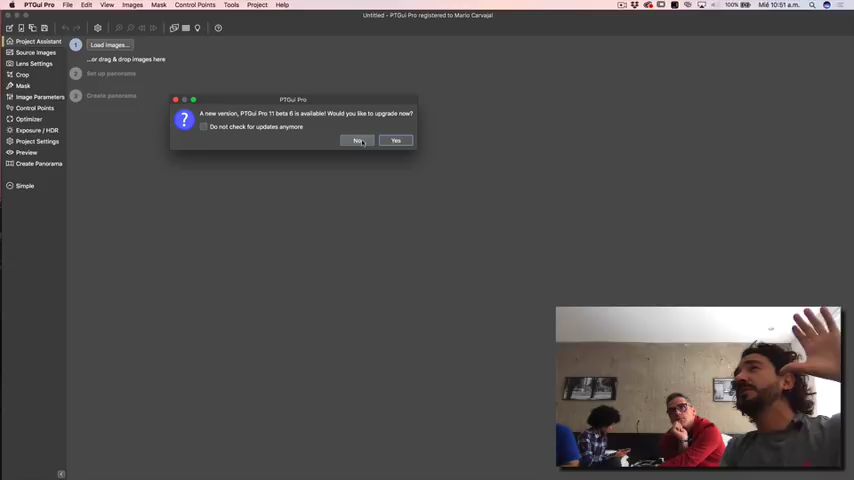 PTGui Pro File Edit View Images Mask Control Points Tools Project Help 100% Mié 10:51 a.m.
Untitled - PTGui Pro registered to Mario Carvajal
Project Assistant
Source Images
Lens Settings
Crop
Mask
Image Parameters
Control Points
Optimizer
Exposure / HDR
Project Settings
Preview
Create Panorama
Simple
1 Load images...
...or drag & drop images here
2 Set up panorama
3 Create panorama
PTGui Pro
A new version, PTGui Pro 11 beta 6 is available! Would you like to upgrade now?
Do not check for updates anymore
No Yes